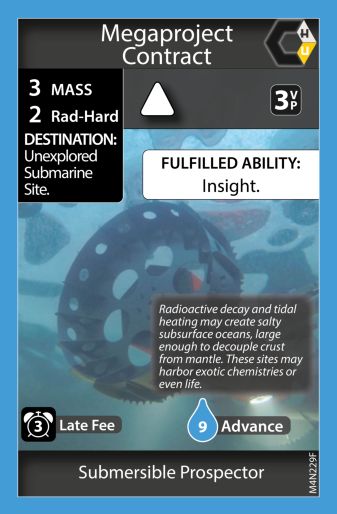 Megaproject
Contract
H
U
3 MASS
2 Rad-Hard
DESTINATION:
Unexplored
Submarine
Site.
3 VP
FULFILLED ABILITY:
Insight.
Radioactive decay and tidal
heating may create salty
subsurface oceans, large
enough to decouple crust
from mantle. These sites may
harbor exotic chemistries or
even life.
3 Late Fee
9 Advance
Submersible Prospector
M4N229F